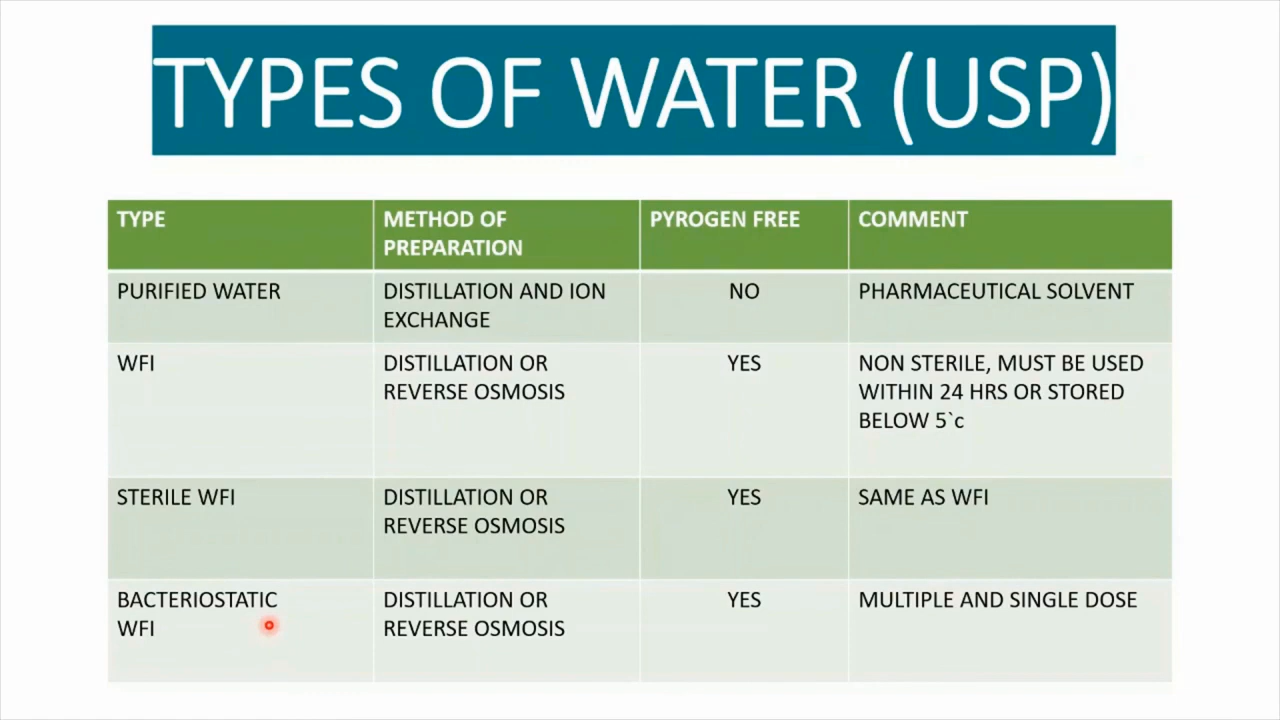 TYPES OF WATER (USP)
TYPE
METHOD OF
PREPARATION
PYROGEN FREE
COMMENT
PURIFIED WATER
DISTILLATION AND ION
EXCHANGE
NO
PHARMACEUTICAL SOLVENT
WFI
DISTILLATION OR
REVERSE OSMOSIS
YES
NON STERILE, MUST BE USED
WITHIN 24 HRS OR STORED
BELOW 5`c
STERILE WFI
DISTILLATION OR
REVERSE OSMOSIS
YES
SAME AS WFI
BACTERIOSTATIC
WFI
DISTILLATION OR
REVERSE OSMOSIS
YES
MULTIPLE AND SINGLE DOSE